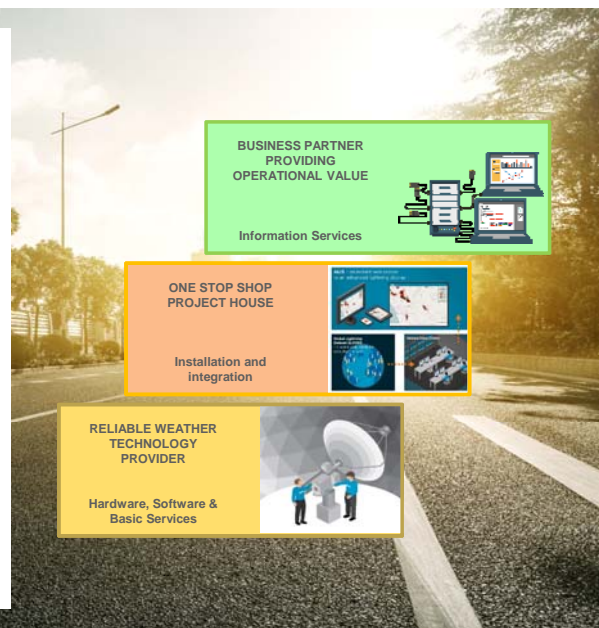 BUSINESS PARTNER
PROVIDING
OPERATIONAL VALUE
Information Services
ONE STOP SHOP
PROJECT HOUSE
Installation and
integration
RELIABLE WEATHER
TECHNOLOGY
PROVIDER
Hardware, Software &
Basic Services